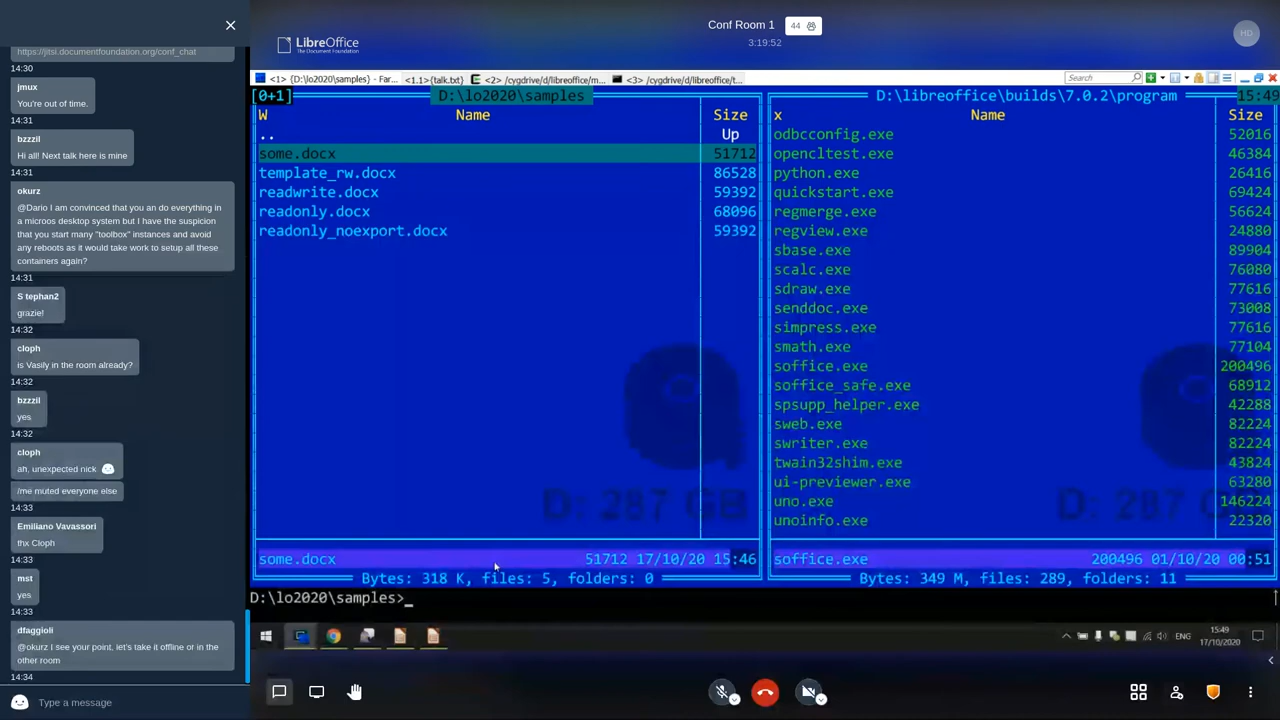 https://jitsi.documentfoundation.org/conf_chat
14:30
jmux
You're out of time.
14:31
bzzzil
Hi all! Next talk here is mine
14:31
okurz
@Dario I am convinced that you an do everything in
a microos desktop system but I have the suspicion
that you start many "toolbox" instances and avoid
any reboots as it would take work to setup all these
containers again?
14:31
S tephan2
grazie!
14:32
cloph
is Vasily in the room already?
14:32
bzzzil
yes
14:32
cloph
ah, unexpected nick
/me muted everyone else
14:33
Emiliano Vavassori
thx Cloph
14:33
mst
yes
14:33
dfaggioli
@okurz I see your point, let's take it offline or in the
other room
14:34
Type a message
LibreOffice
The Document Foundation
Conf Room 1
44
3:19:52
HD
<1> {D:\lo2020\samples} - Far...
<1.1>{talk.txt}
<2> /cygdrive/d/libreoffice/m...
<3> /cygdrive/d/libreoffice/t...
Search
[0+1] D:\lo2020\samples
W Name Size
.. Up
some.docx 51712
template_rw.docx 86528
readwrite.docx 59392
readonly.docx 68096
readonly_noexport.docx 59392
D: 287 GB
some.docx 51712 17/10/20 15:46
Bytes: 318 K, files: 5, folders: 0
D:\libreoffice\builds\7.0.2\program 15:49
x Name Size
odbcconfig.exe 52016
opencltest.exe 46384
python.exe 26416
quickstart.exe 69424
regmerge.exe 56624
regview.exe 24880
sbase.exe 89904
scalc.exe 76080
sdraw.exe 77616
senddoc.exe 73008
simpress.exe 77616
smath.exe 77104
soffice.exe 200496
soffice_safe.exe 68912
spsupp_helper.exe 42288
sweb.exe 82224
swriter.exe 82224
twain32shim.exe 43824
ui-previewer.exe 63280
uno.exe 146224
unoinfo.exe 22320
D: 287 G
soffice.exe 200496 01/10/20 00:51
Bytes: 349 M, files: 289, folders: 11
D:\lo2020\samples>_
ENG
15:49
17/10/2020